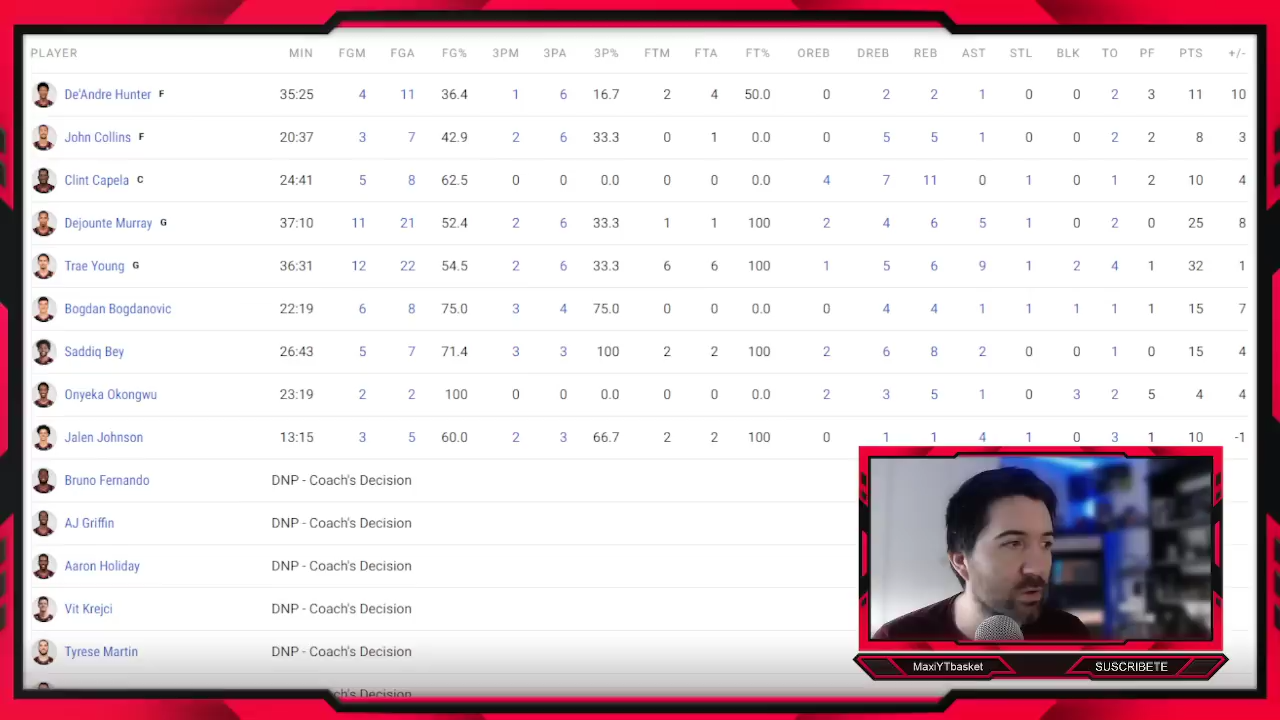 PLAYER MIN FGM FGA FG% 3PM 3PA 3P% FTM FTA FT% OREB DREB REB AST STL BLK TO PF PTS +/-
De'Andre Hunter F 35:25 4 11 36.4 1 6 16.7 2 4 50.0 0 2 2 1 0 0 2 3 11 10
John Collins F 20:37 3 7 42.9 2 6 33.3 0 1 0.0 0 5 5 1 0 0 2 2 8 3
Clint Capela C 24:41 5 8 62.5 0 0 0.0 0 0 0.0 4 7 11 0 1 0 1 2 10 4
Dejounte Murray G 37:10 11 21 52.4 2 6 33.3 1 1 100 2 4 6 5 1 0 2 0 25 8
Trae Young G 36:31 12 22 54.5 2 6 33.3 6 6 100 1 5 6 9 1 2 4 1 32 1
Bogdan Bogdanovic 22:19 6 8 75.0 3 4 75.0 0 0 0.0 0 4 4 1 1 1 1 1 15 7
Saddiq Bey 26:43 5 7 71.4 3 3 100 2 2 100 2 6 8 2 0 0 1 0 15 4
Onyeka Okongwu 23:19 2 2 100 0 0 0.0 0 0 0.0 2 3 5 1 0 3 2 5 4 4
Jalen Johnson 13:15 3 5 60.0 2 3 66.7 2 2 100 0 1 1 4 1 0 3 1 10 -1
Bruno Fernando DNP - Coach's Decision
AJ Griffin DNP - Coach's Decision
Aaron Holiday DNP - Coach's Decision
Vit Krejci DNP - Coach's Decision
Tyrese Martin DNP - Coach's Decision
DNP - Coach's Decision
MaxiYTbasket SUSCRIBETE